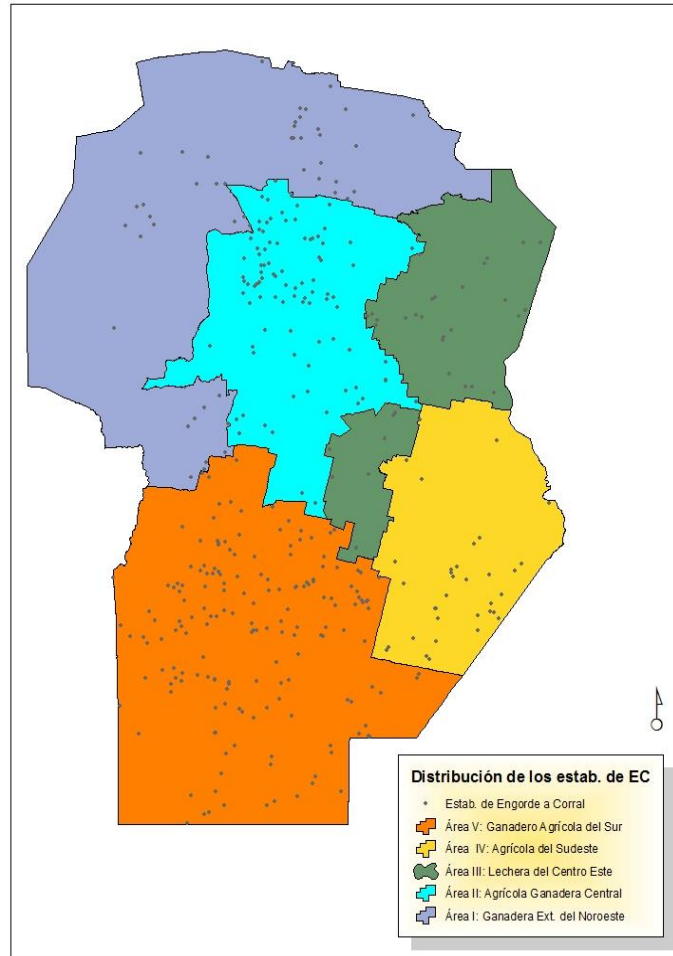 Distribución de los estab. de EC
Estab. de Engorde a Corral
Área V: Ganadero Agrícola del Sur
Área IV: Agrícola del Sudeste
Área III: Lechera del Centro Este
Área II: Agrícola Ganadera Central
Área I: Ganadera Ext. del Noroeste